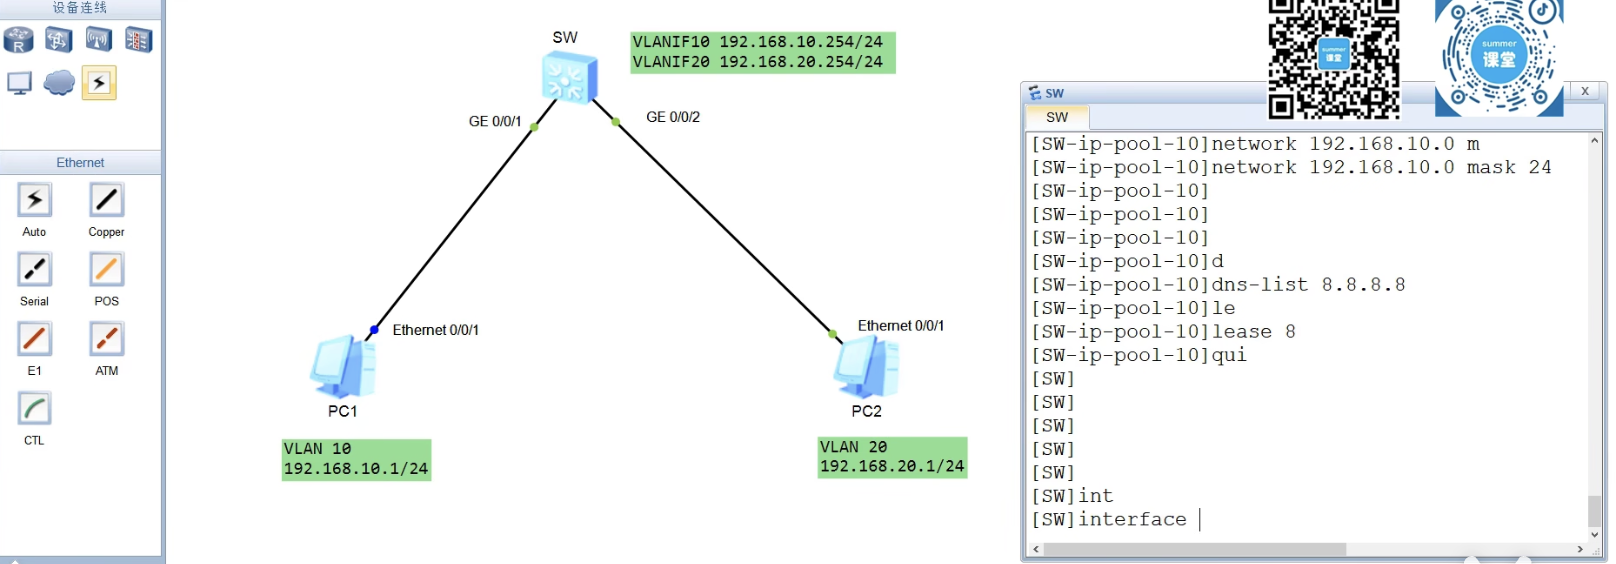 设备连线
R
Ethernet
Auto
Copper
Serial
POS
E1
ATM
CTL
SW
VLANIF10 192.168.10.254/24
VLANIF20 192.168.20.254/24
GE 0/0/1
GE 0/0/2
Ethernet 0/0/1
Ethernet 0/0/1
PC1
PC2
VLAN 10
192.168.10.1/24
VLAN 20
192.168.20.1/24
summer
课堂
summer
课堂
SW
X
SW
[SW-ip-pool-10]network 192.168.10.0 m
[SW-ip-pool-10]network 192.168.10.0 mask 24
[SW-ip-pool-10]
[SW-ip-pool-10]
[SW-ip-pool-10]
[SW-ip-pool-10]d
[SW-ip-pool-10]dns-list 8.8.8.8
[SW-ip-pool-10]le
[SW-ip-pool-10]lease 8
[SW-ip-pool-10]qui
[SW]
[SW]
[SW]
[SW]
[SW]
[SW]int
[SW]interface